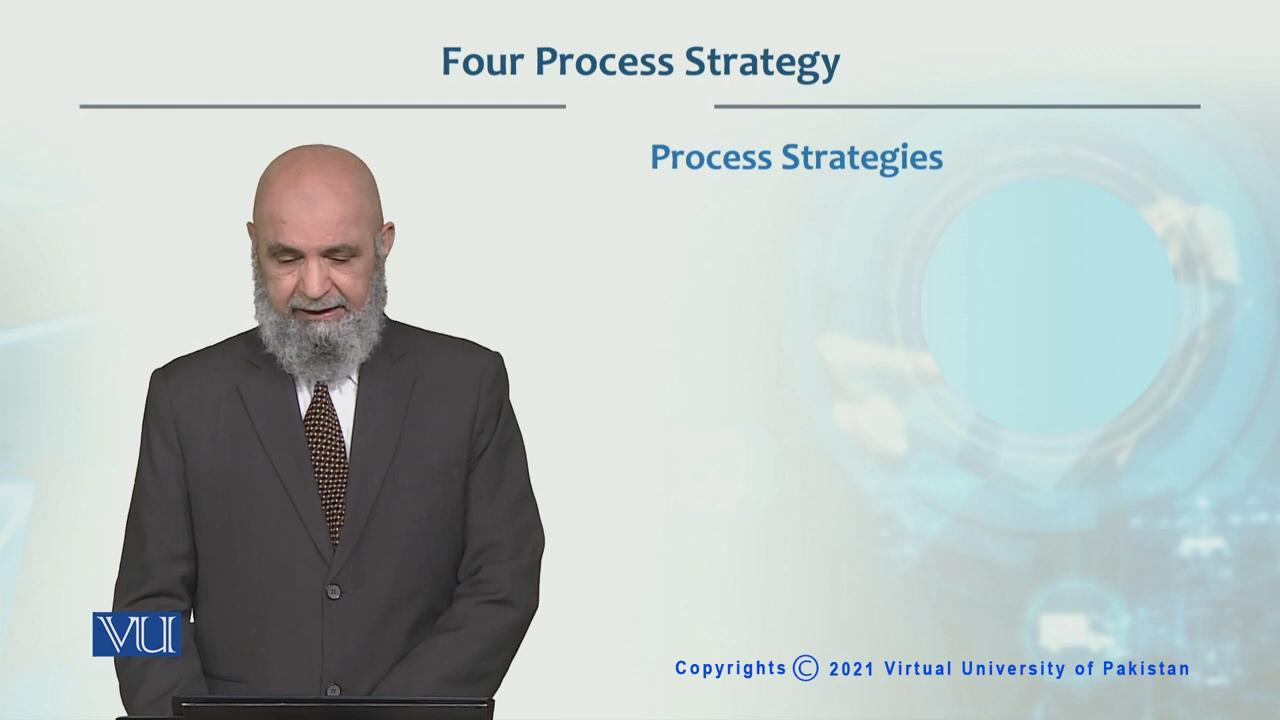 Four Process Strategy
Process Strategies
VU
Copyrights © 2021 Virtual University of Pakistan